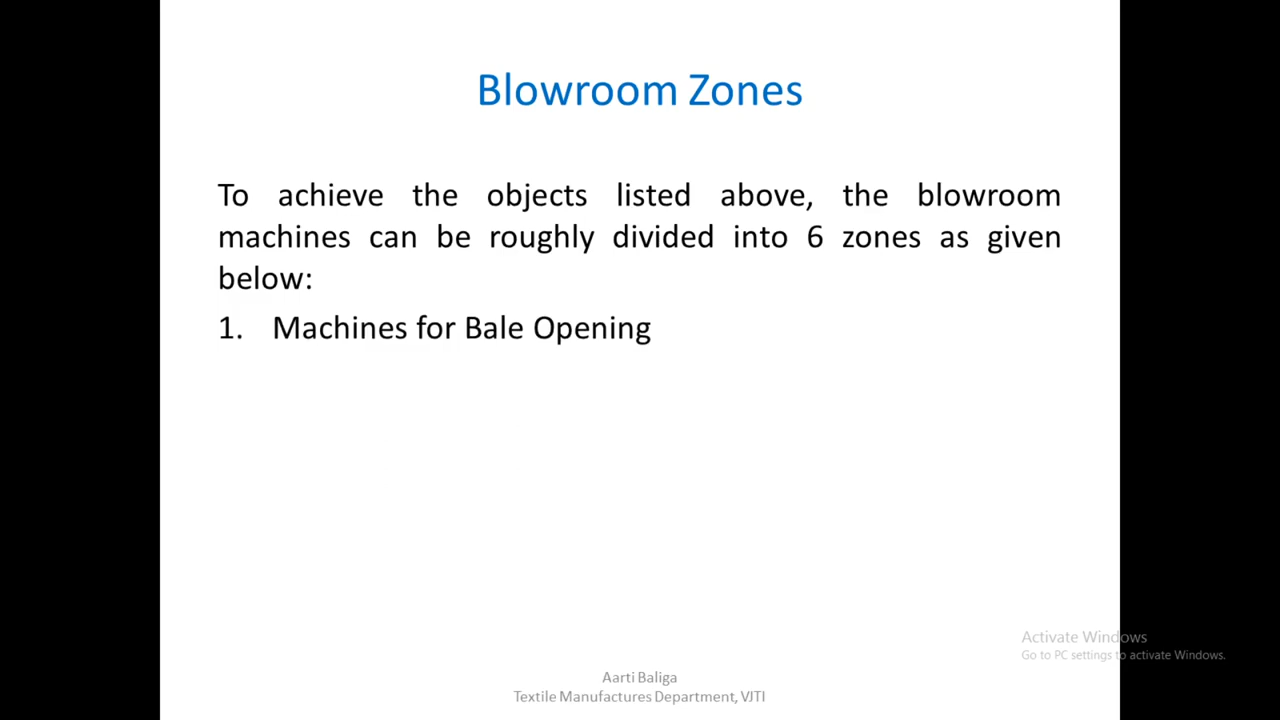 Blowroom Zones
To achieve the objects listed above, the blowroom
machines can be roughly divided into 6 zones as given
below:
1. Machines for Bale Opening
Activate Windows
Go to PC settings to activate Windows.
Aarti Baliga
Textile Manufactures Department, VJTI